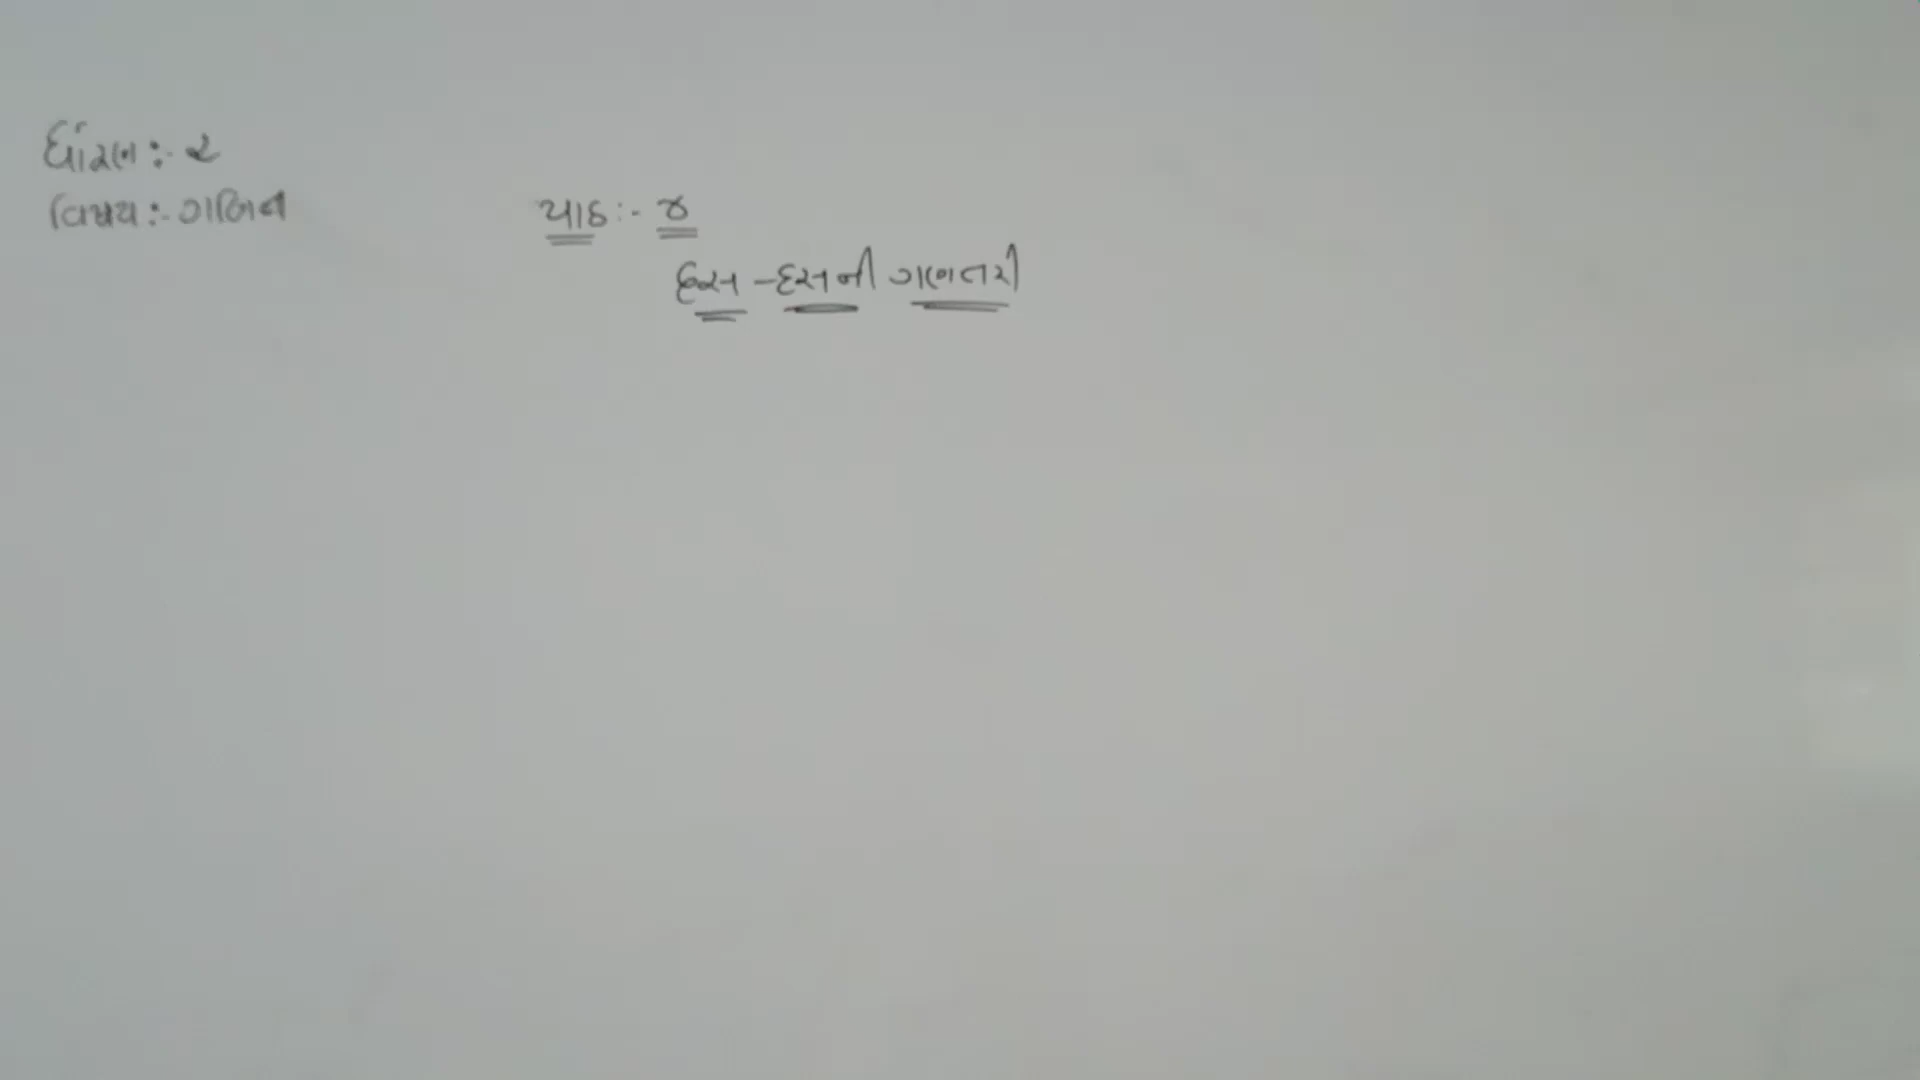 ધોરણ :- ૨
વિષય :- ગણિત
પાઠ :- ૪
દસ - દસની ગણતરી